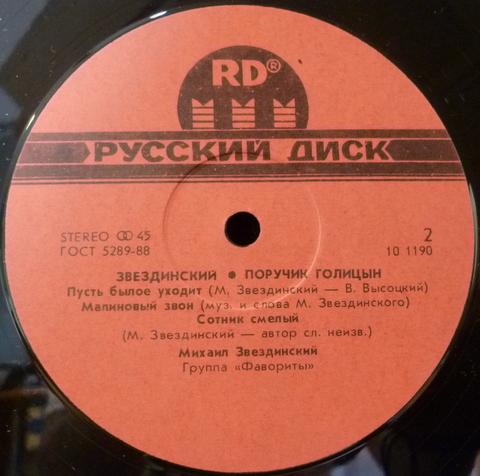 RD®
РУССКИЙ ДИСК
STEREO 45 2
ГОСТ 5289-88 10 1190
ЗВЕЗДИНСКИЙ ● ПОРУЧИК ГОЛИЦЫН
Пусть былое уходит (М. Звездинский — В. Высоцкий)
Малиновый звон (муз. и слова М. Звездинского)
Сотник смелый
(М. Звездинский — автор сл. неизв.)
Михаил Звездинский
Группа «Фавориты»